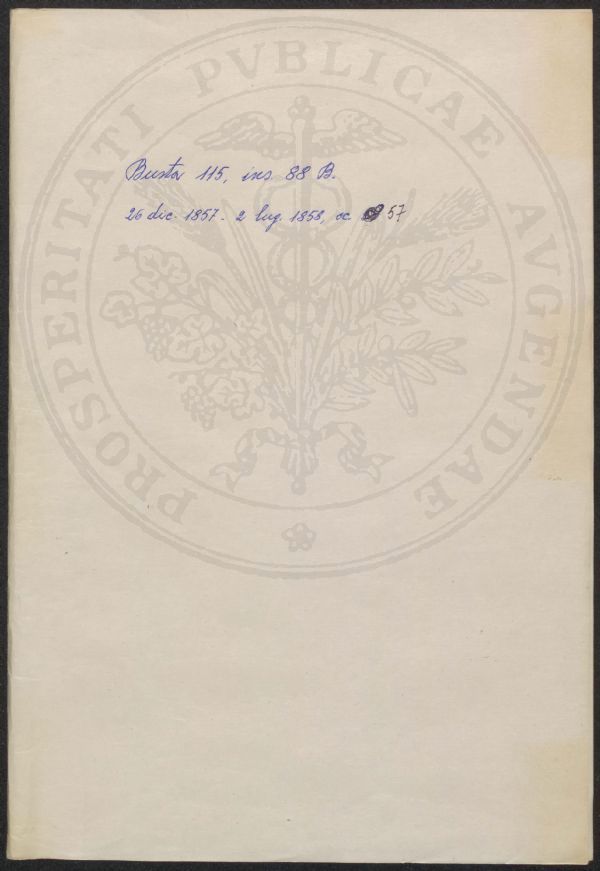 Busta 115, ins. 88 B.
26 dic. 1857 - 2 lug. 1858, cc. 57
PROSPERITATI PVBLICAE AVGENDAE